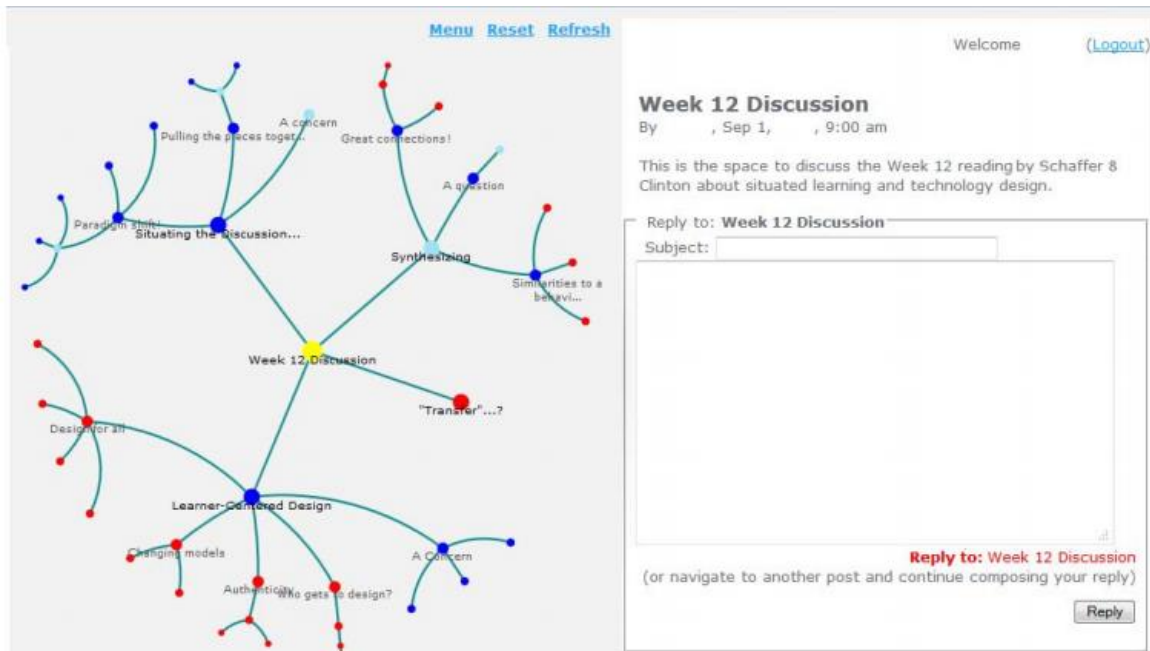 Menu Reset Refresh
A concern
Pulling the pieces toget...
Great connections!
A question
Paradigm shift!
Situating the Discussion...
Synthesizing
Similarities to a
behavi...
Week 12 Discussion
"Transfer"...?
Design for all
Learner-Centered Design
Changing models
A Concern
Authenticity
Who gets to design?
Welcome (Logout)
Week 12 Discussion
By , Sep 1, , 9:00 am
This is the space to discuss the Week 12 reading by Schaffer &
Clinton about situated learning and technology design.
Reply to: Week 12 Discussion
Subject:
Reply to: Week 12 Discussion
(or navigate to another post and continue composing your reply)
Reply